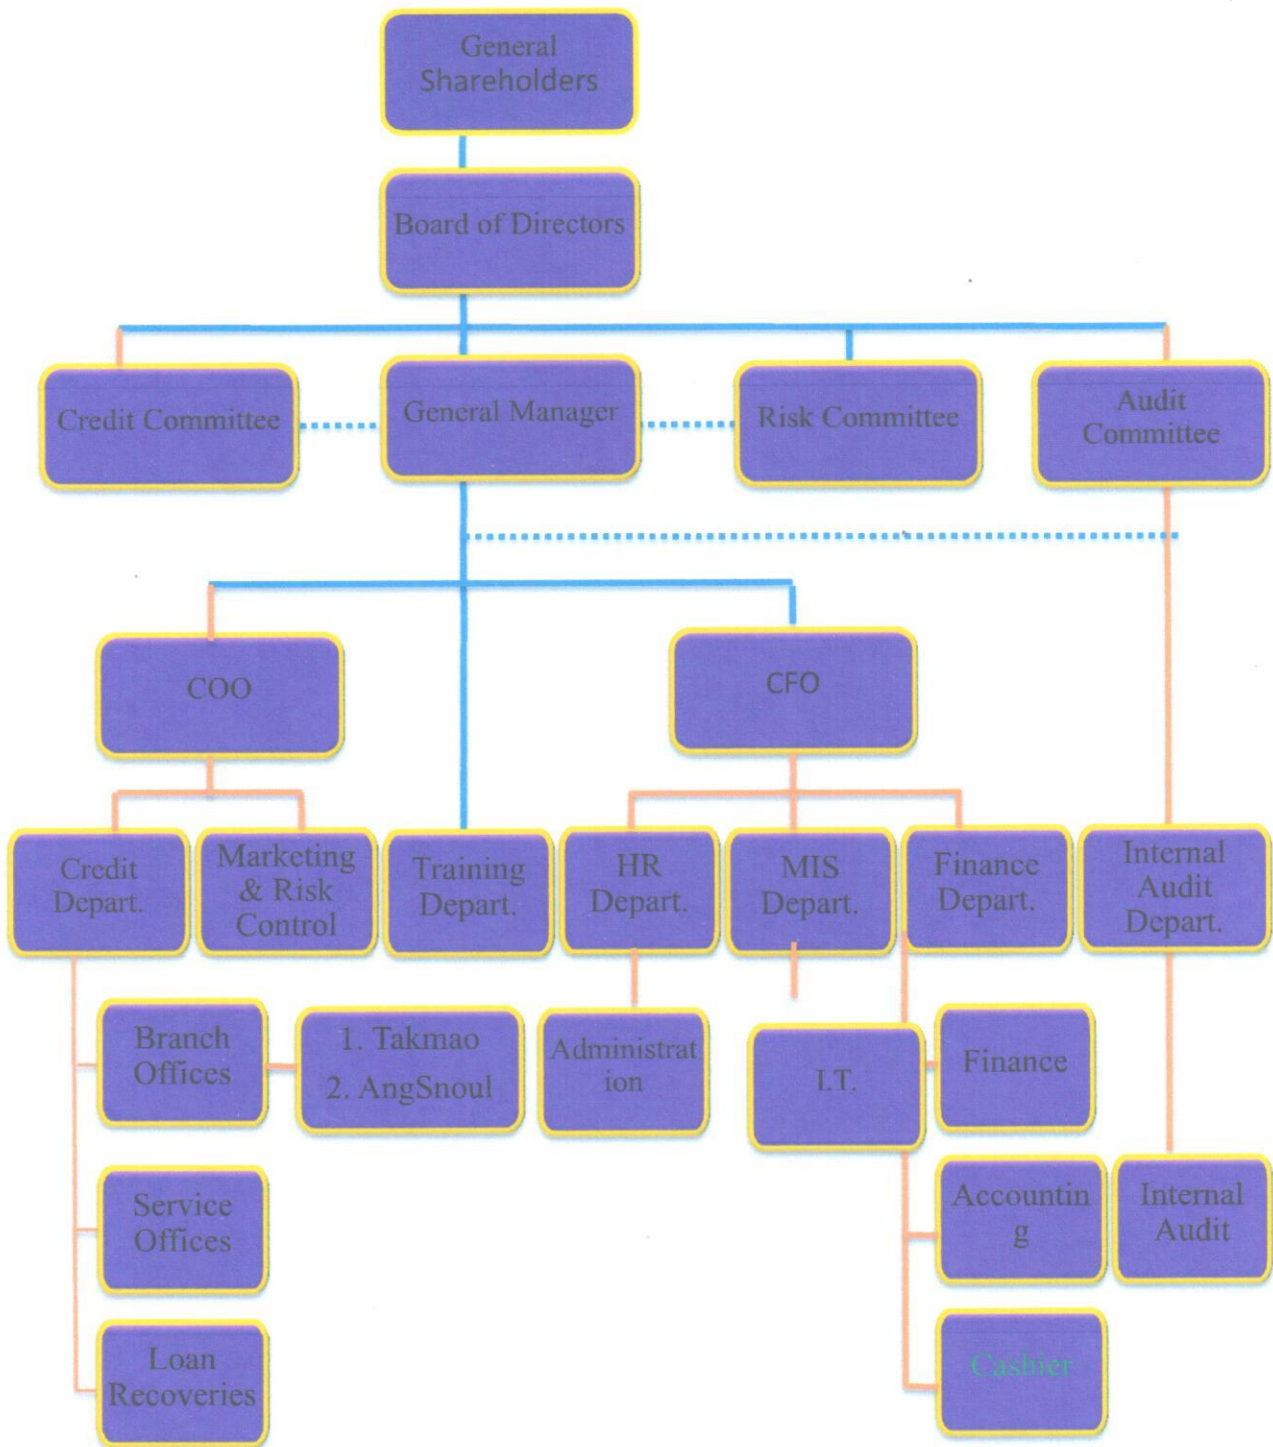 General
Shareholders
Board of Directors
Credit Committee
General Manager
Risk Committee
Audit
Committee
COO
CFO
Credit
Depart.
Marketing
& Risk
Control
Training
Depart.
HR
Depart.
MIS
Depart.
Finance
Depart.
Internal
Audit
Depart.
Branch
Offices
1. Takmao
2. AngSnoul
Administrat
ion
I.T.
Finance
Service
Offices
Accountin
g
Internal
Audit
Loan
Recoveries
Cashier